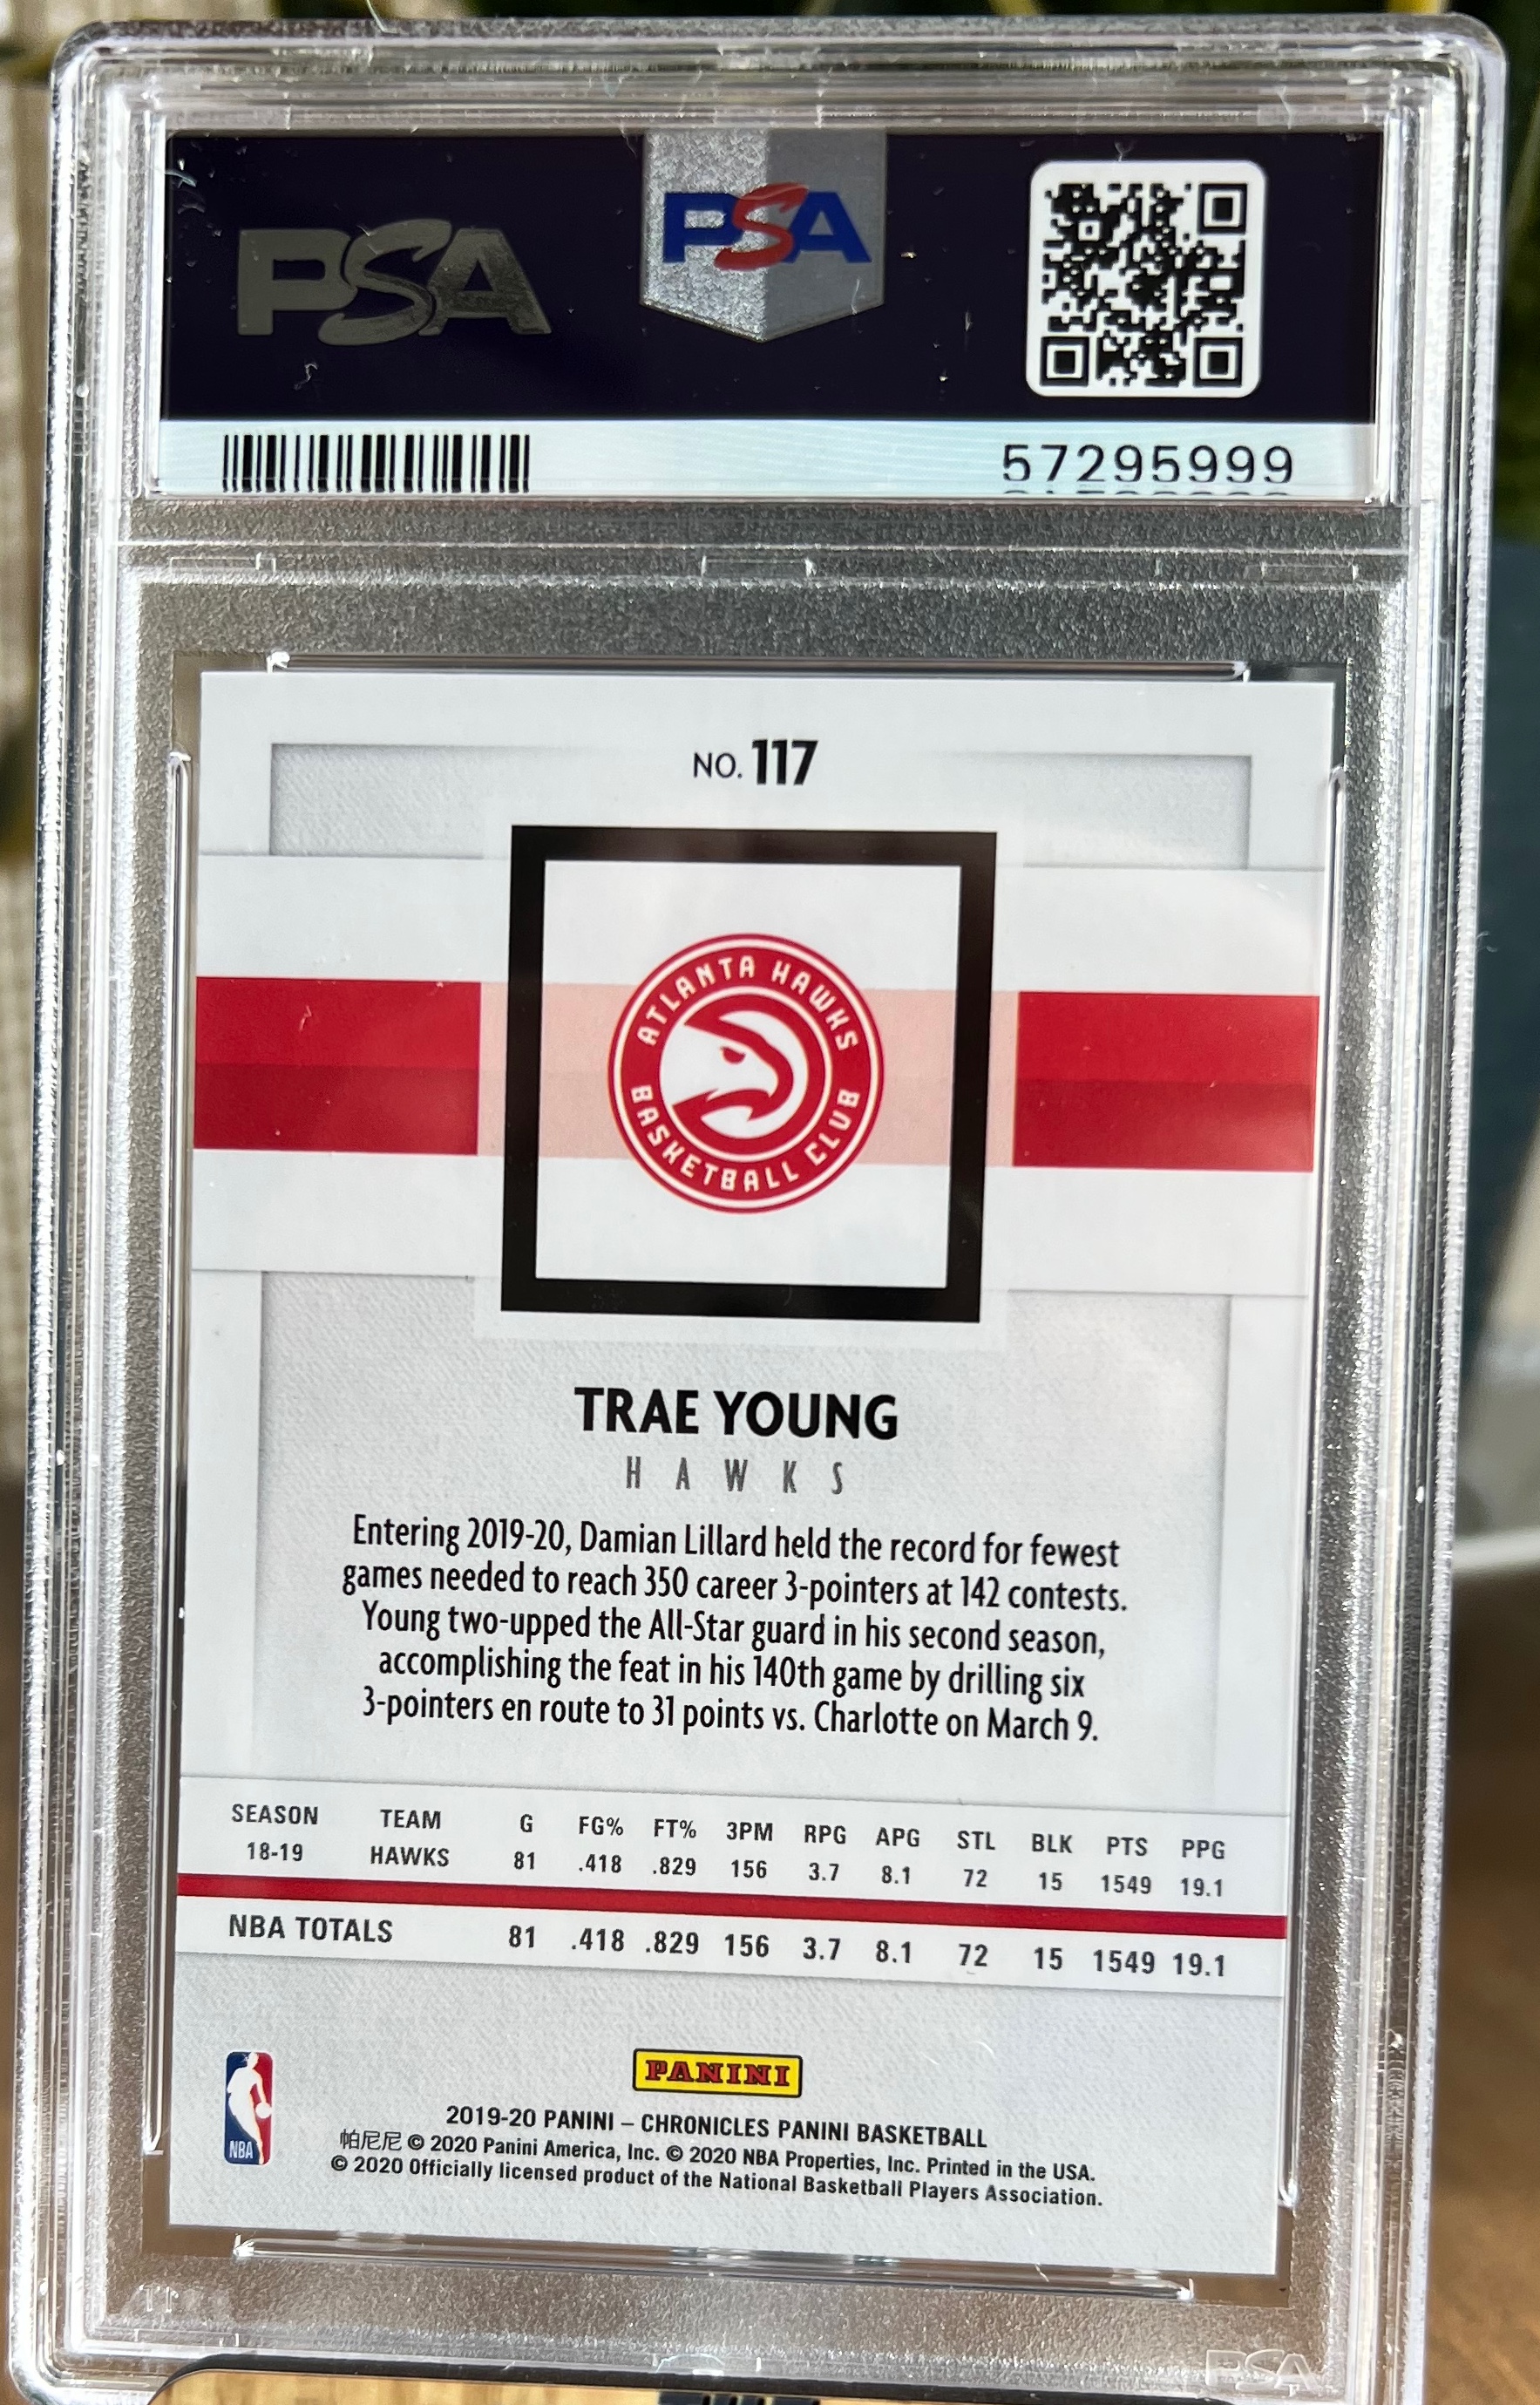 PSA
PSA
57295999
NO. 117
ATLANTA HAWKS
BASKETBALL CLUB
TRAE YOUNG
HAWKS
Entering 2019-20, Damian Lillard held the record for fewest
games needed to reach 350 career 3-pointers at 142 contests.
Young two-upped the All-Star guard in his second season,
accomplishing the feat in his 140th game by drilling six
3-pointers en route to 31 points vs. Charlotte on March 9.
SEASON TEAM G FG% FT% 3PM RPG APG STL BLK PTS PPG
18-19 HAWKS 81 .418 .829 156 3.7 8.1 72 15 1549 19.1
NBA TOTALS 81 .418 .829 156 3.7 8.1 72 15 1549 19.1
NBA
PANINI
2019-20 PANINI – CHRONICLES PANINI BASKETBALL
帕尼尼 © 2020 Panini America, Inc. © 2020 NBA Properties, Inc. Printed in the USA.
© 2020 Officially licensed product of the National Basketball Players Association.
PSA